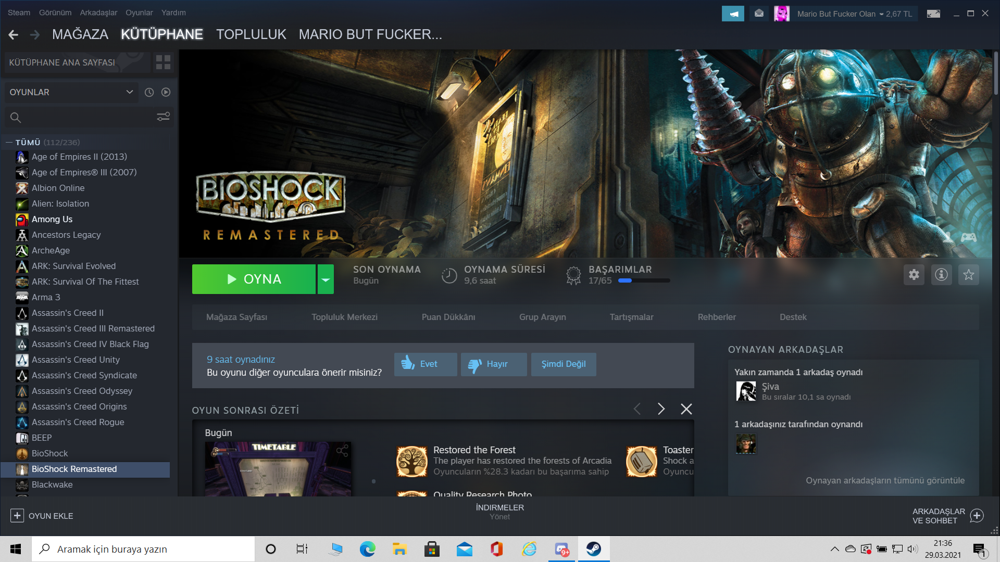 Steam Görünüm Arkadaşlar Oyunlar Yardım
Mario But Fucker Olan 2,67 TL
MAĞAZA KÜTÜPHANE TOPLULUK MARIO BUT FUCKER...
KÜTÜPHANE ANA SAYFASI
OYUNLAR
TÜMÜ (112/236)
Age of Empires II (2013)
Age of Empires® III (2007)
Albion Online
Alien: Isolation
Among Us
Ancestors Legacy
ArcheAge
ARK: Survival Evolved
ARK: Survival Of The Fittest
Arma 3
Assassin's Creed II
Assassin's Creed III Remastered
Assassin's Creed IV Black Flag
Assassin's Creed Unity
Assassin's Creed Syndicate
Assassin's Creed Odyssey
Assassin's Creed Origins
Assassin's Creed Rogue
BEEP
BioShock
BioShock Remastered
Blackwake
OYUN EKLE
BIOSHOCK
REMASTERED
OYNA
SON OYNAMA
Bugün
OYNAMA SÜRESİ
9,6 saat
BAŞARIMLAR
17/65
Mağaza Sayfası Topluluk Merkezi Puan Dükkânı Grup Arayın Tartışmalar Rehberler Destek
9 saat oynadınız
Bu oyunu diğer oyunculara önerir misiniz?
Evet Hayır Şimdi Değil
OYUN SONRASI ÖZETİ
Bugün
TIMETABLE
Restored the Forest
The player has restored the forests of Arcadia
Oyuncuların %28.3 kadarı bu başarıma sahip
Toaster
Shock a
Oyuncu
Quality Research Photo
OYNAYAN ARKADAŞLAR
Yakın zamanda 1 arkadaş oynadı
Şiva
Bu sıralar 10,1 sa oynadı
1 arkadaşınız tarafından oynandı
Oynayan arkadaşların tümünü görüntüle
İNDİRMELER
Yönet
ARKADAŞLAR
VE SOHBET
Aramak için buraya yazın
9+
21:36
29.03.2021
1